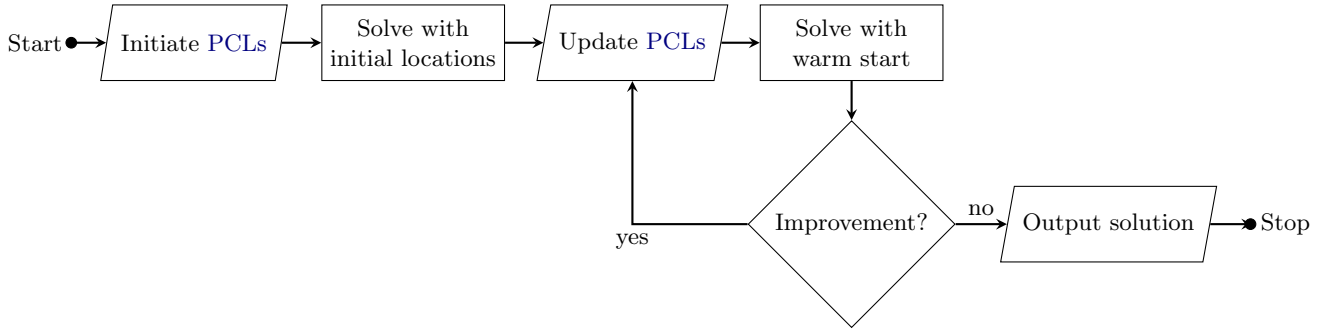 Start
Initiate PCLs
Solve with
initial locations
Update PCLs
Solve with
warm start
Improvement?
yes
no
Output solution
Stop